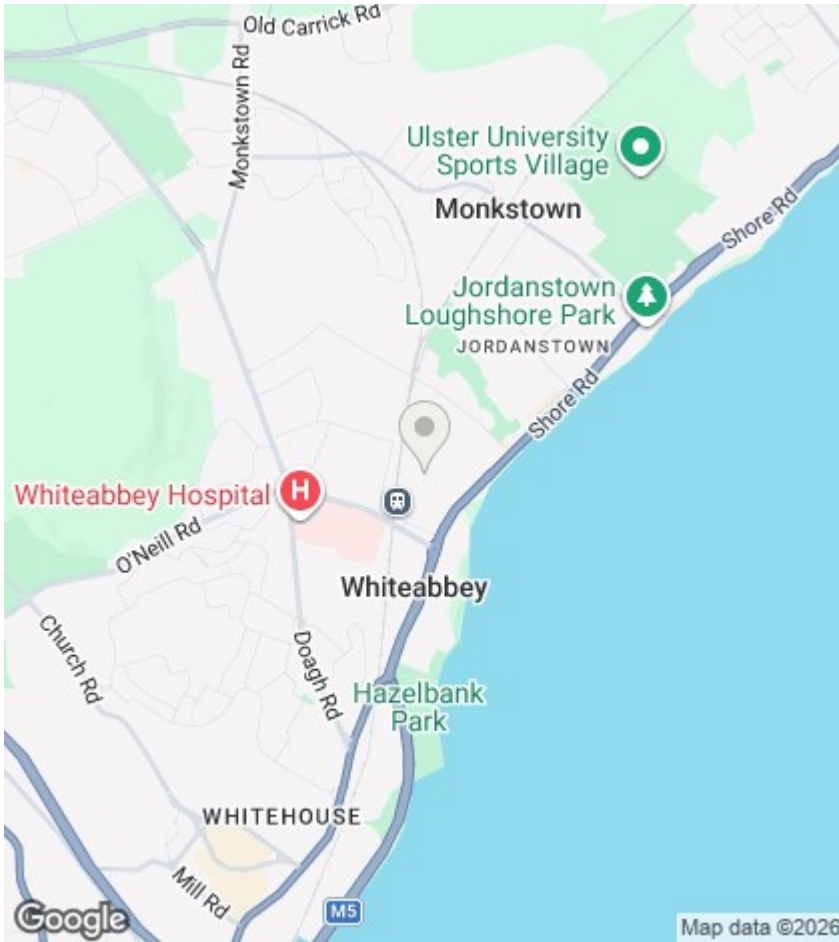 Old Carrick Rd
Monkstown Rd
Ulster University
Sports Village
Monkstown
Shore Rd
Jordanstown
Loughshore Park
JORDANSTOWN
Shore Rd
Whiteabbey Hospital
H
O'Neill Rd
Whiteabbey
Church Rd
Doagh Rd
Hazelbank
Park
WHITEHOUSE
Mill Rd
M5
Google
Map data ©2026